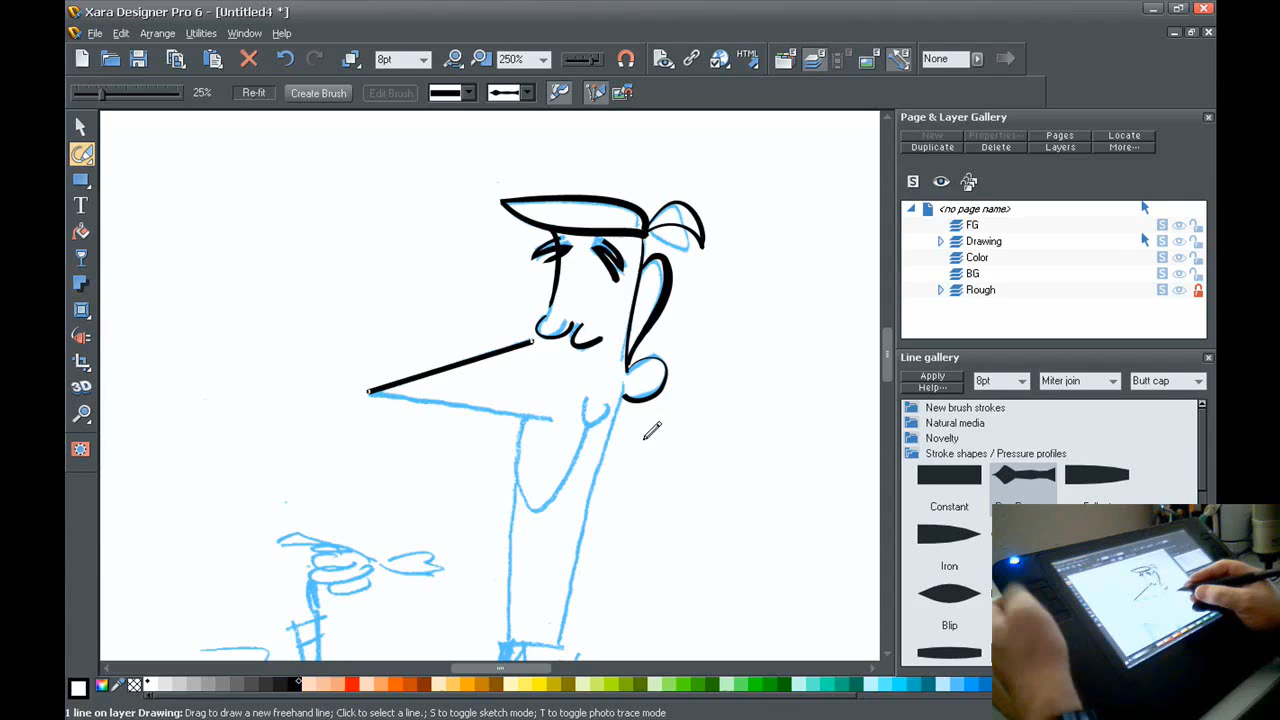 Xara Designer Pro 6 - [Untitled4 *]
File Edit Arrange Utilities Window Help
8pt 250% HTML None
25% Re-fit Create Brush Edit Brush
Page & Layer Gallery
New Properties... Pages Locate
Duplicate Delete Layers More...
S
<no page name>
FG S
Drawing S
Color S
BG S
Rough S
Line gallery
Apply 8pt Miter join Butt cap
Help...
New brush strokes
Natural media
Novelty
Stroke shapes / Pressure profiles
Constant
Iron
Blip
T
3D
1 line on layer Drawing: Drag to draw a new freehand line; Click to select a line.; S to toggle sketch mode; T to toggle photo trace mode